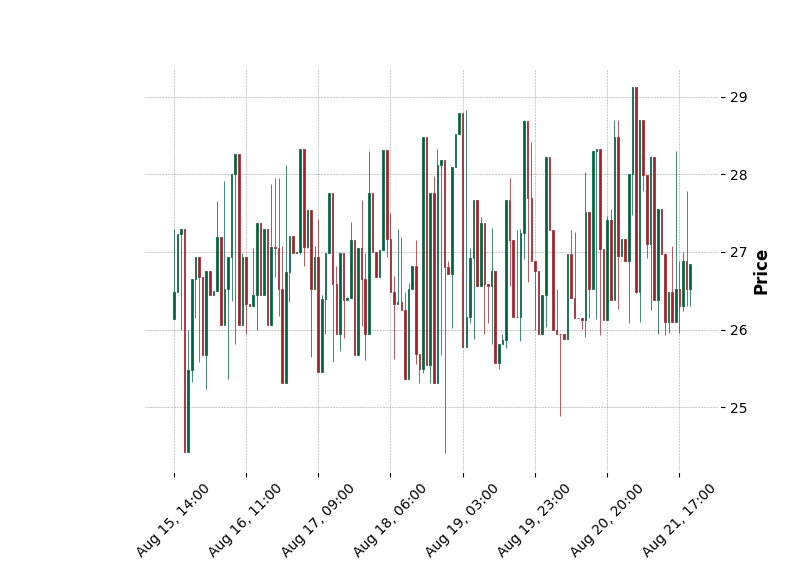 29
28
27
26
25
Price
Aug 15, 14:00
Aug 16, 11:00
Aug 17, 09:00
Aug 18, 06:00
Aug 19, 03:00
Aug 19, 23:00
Aug 20, 20:00
Aug 21, 17:00